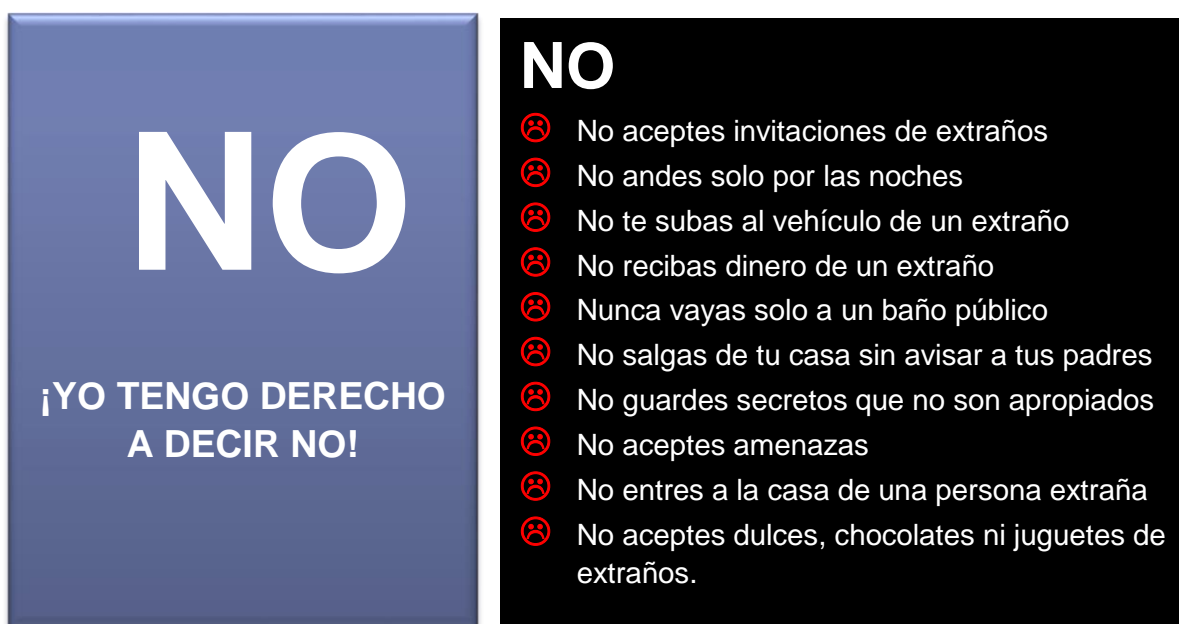 NO
¡YO TENGO DERECHO
A DECIR NO!
NO
No aceptes invitaciones de extraños
No andes solo por las noches
No te subas al vehículo de un extraño
No recibas dinero de un extraño
Nunca vayas solo a un baño público
No salgas de tu casa sin avisar a tus padres
No guardes secretos que no son apropiados
No aceptes amenazas
No entres a la casa de una persona extraña
No aceptes dulces, chocolates ni juguetes de
extraños.